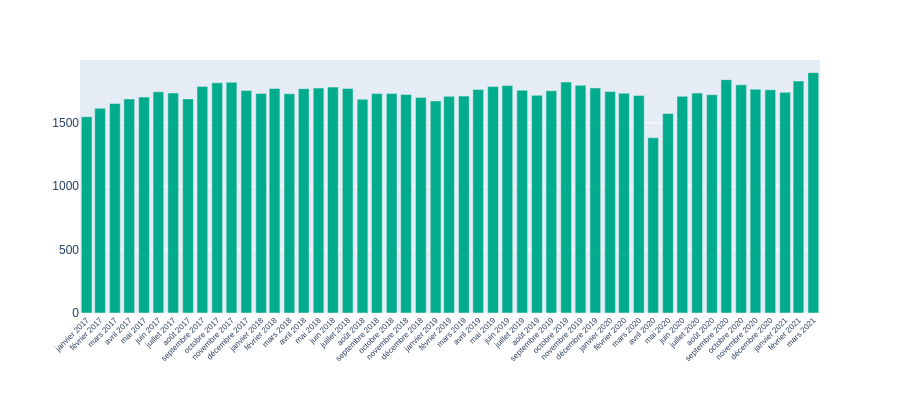 1500
1000
500
0
janvier 2017
février 2017
mars 2017
avril 2017
mai 2017
juin 2017
juillet 2017
août 2017
septembre 2017
octobre 2017
novembre 2017
décembre 2017
janvier 2018
février 2018
mars 2018
avril 2018
mai 2018
juin 2018
juillet 2018
août 2018
septembre 2018
octobre 2018
novembre 2018
décembre 2018
janvier 2019
février 2019
mars 2019
avril 2019
mai 2019
juin 2019
juillet 2019
août 2019
septembre 2019
octobre 2019
novembre 2019
décembre 2019
janvier 2020
février 2020
mars 2020
avril 2020
mai 2020
juin 2020
juillet 2020
août 2020
septembre 2020
octobre 2020
novembre 2020
décembre 2020
janvier 2021
février 2021
mars 2021